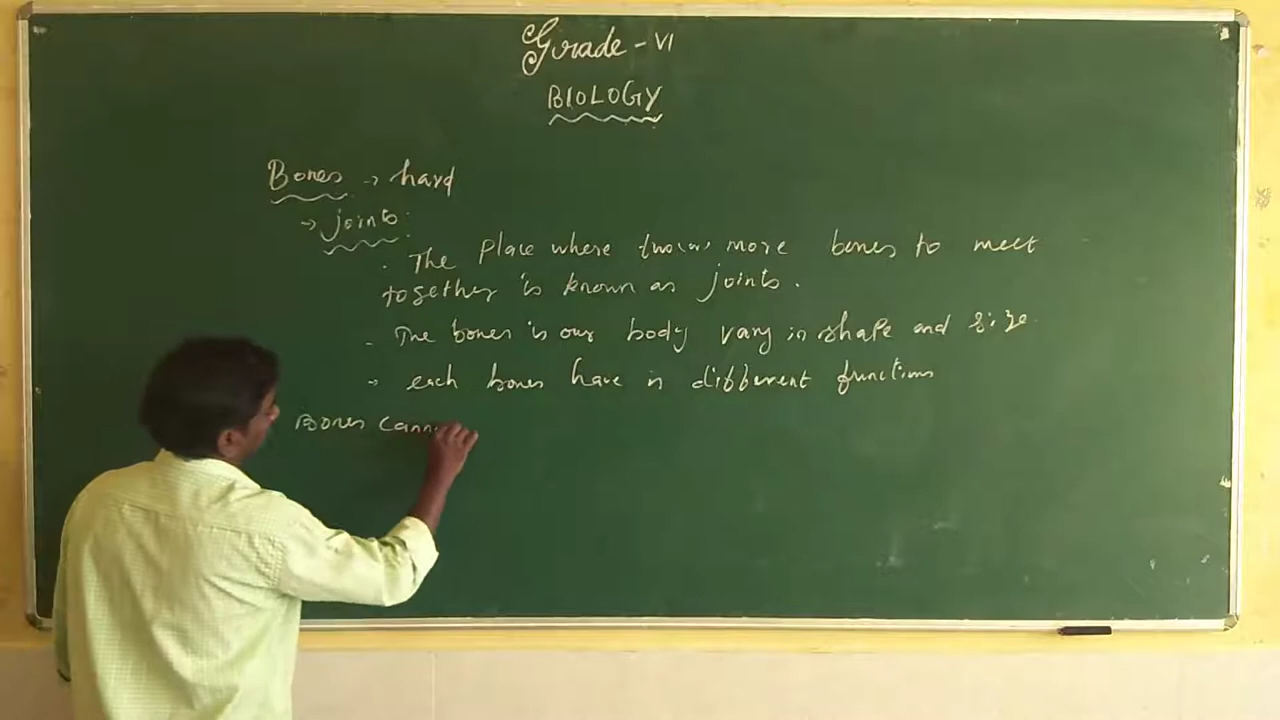 Grade - VI
BIOLOGY
Bones → hard
→ joints:
. The place where two (or) more bones to meet
together is known as joints.
. The bones is our body vary in shape and size.
→ each bones have in different functions
Bones cann